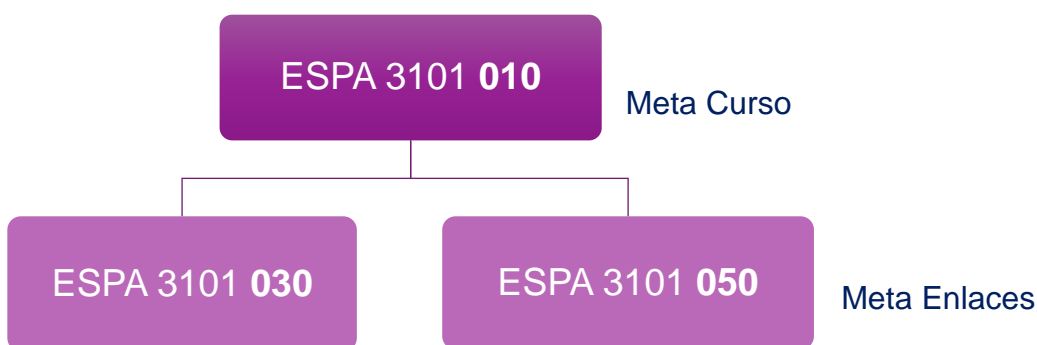 ESPA 3101 010
Meta Curso
ESPA 3101 030
ESPA 3101 050
Meta Enlaces